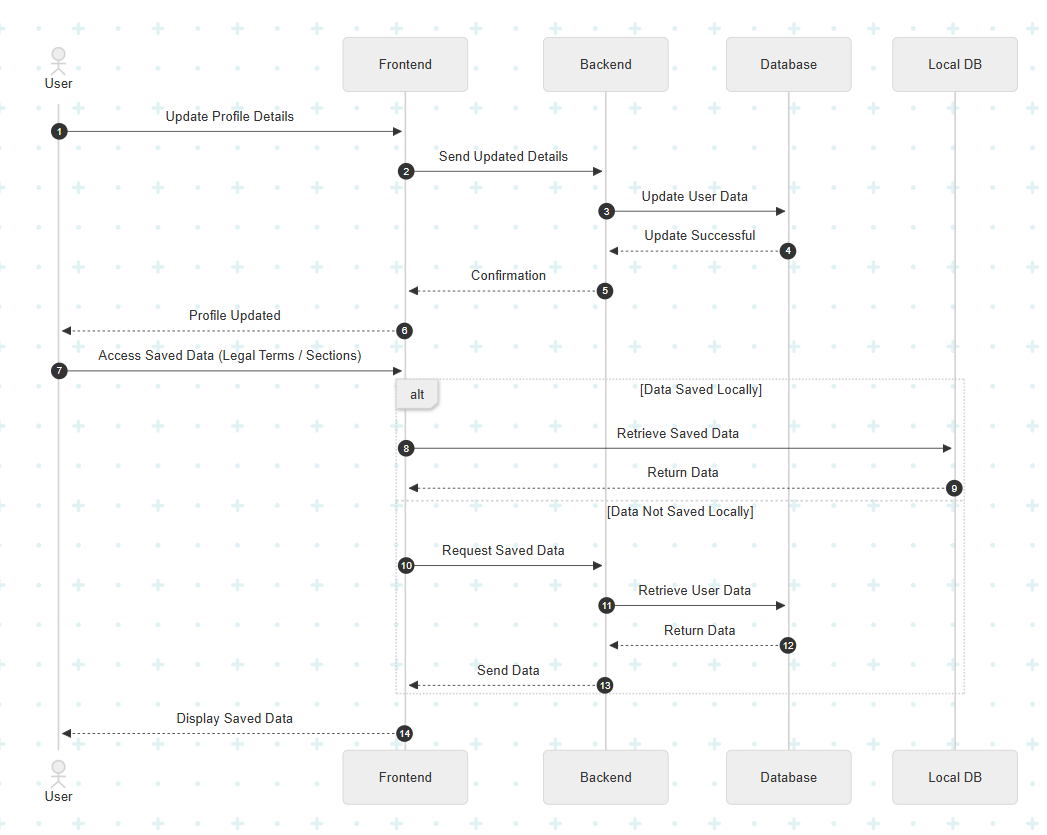 User
Frontend
Backend
Database
Local DB
Update Profile Details
1
Send Updated Details
2
Update User Data
3
Update Successful
4
Confirmation
5
Profile Updated
6
Access Saved Data (Legal Terms / Sections)
7
alt
[Data Saved Locally]
Retrieve Saved Data
8
Return Data
9
[Data Not Saved Locally]
Request Saved Data
10
Retrieve User Data
11
Return Data
12
Send Data
13
Display Saved Data
14
User
Frontend
Backend
Database
Local DB